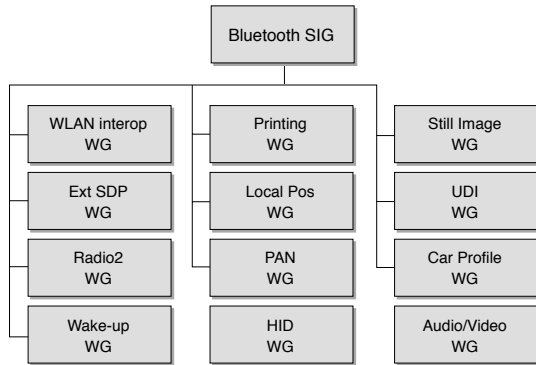 Bluetooth SIG
WLAN interop
WG
Printing
WG
Still Image
WG
Ext SDP
WG
Local Pos
WG
UDI
WG
Radio2
WG
PAN
WG
Car Profile
WG
Wake-up
WG
HID
WG
Audio/Video
WG